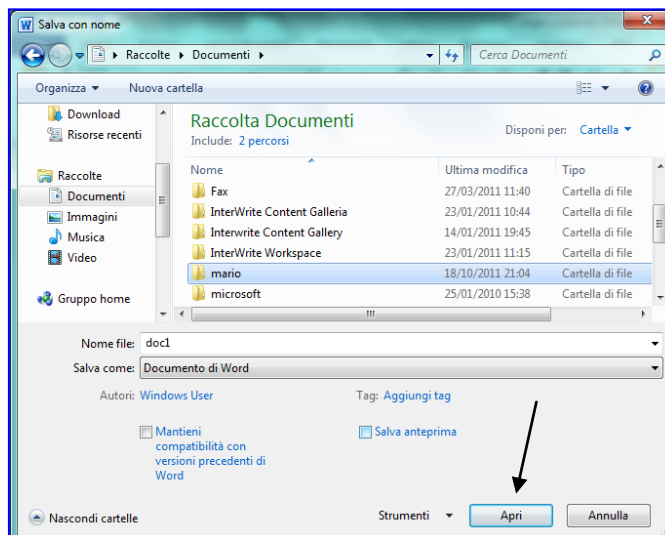 Salva con nome
Raccolte Documenti
Cerca Documenti
Organizza Nuova cartella
Download
Risorse recenti
Raccolte
Documenti
Immagini
Musica
Video
Gruppo home
Raccolta Documenti
Include: 2 percorsi
Disponi per: Cartella
Nome Ultima modifica Tipo
Fax 27/03/2011 11:40 Cartella di file
InterWrite Content Galleria 23/01/2011 10:44 Cartella di file
Interwrite Content Gallery 14/01/2011 19:45 Cartella di file
InterWrite Workspace 23/01/2011 11:15 Cartella di file
mario 18/10/2011 21:04 Cartella di file
microsoft 25/01/2010 15:38 Cartella di file
Nome file: doc1
Salva come: Documento di Word
Autori: Windows User Tag: Aggiungi tag
Mantieni
compatibilità con
versioni precedenti di
Word
Salva anteprima
Nascondi cartelle Strumenti Apri Annulla